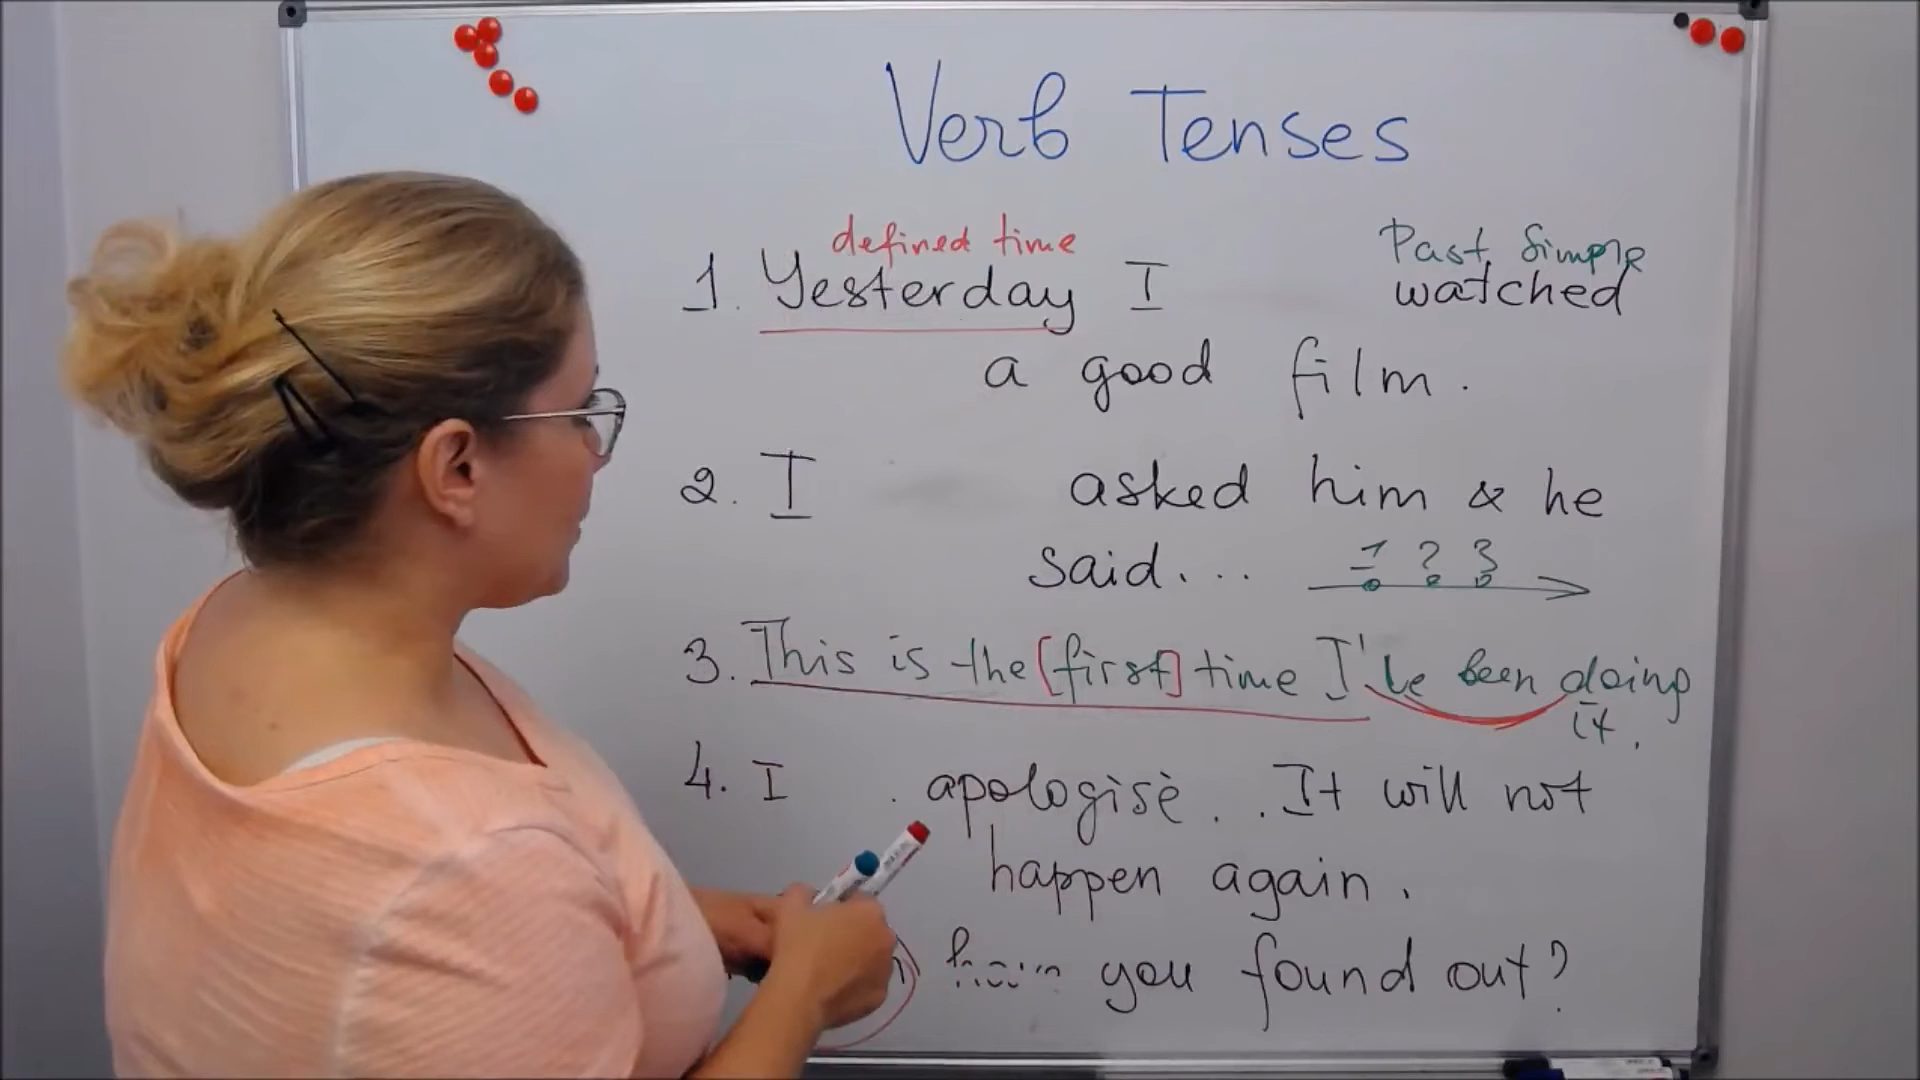 Verb Tenses
defined time
Past Simple
1. Yesterday I watched
a good film.
2. I asked him & he
said... 1 2 3
3. This is the [first] time I've been doing
it.
4. I apologise... It will not
happen again.
you found out?